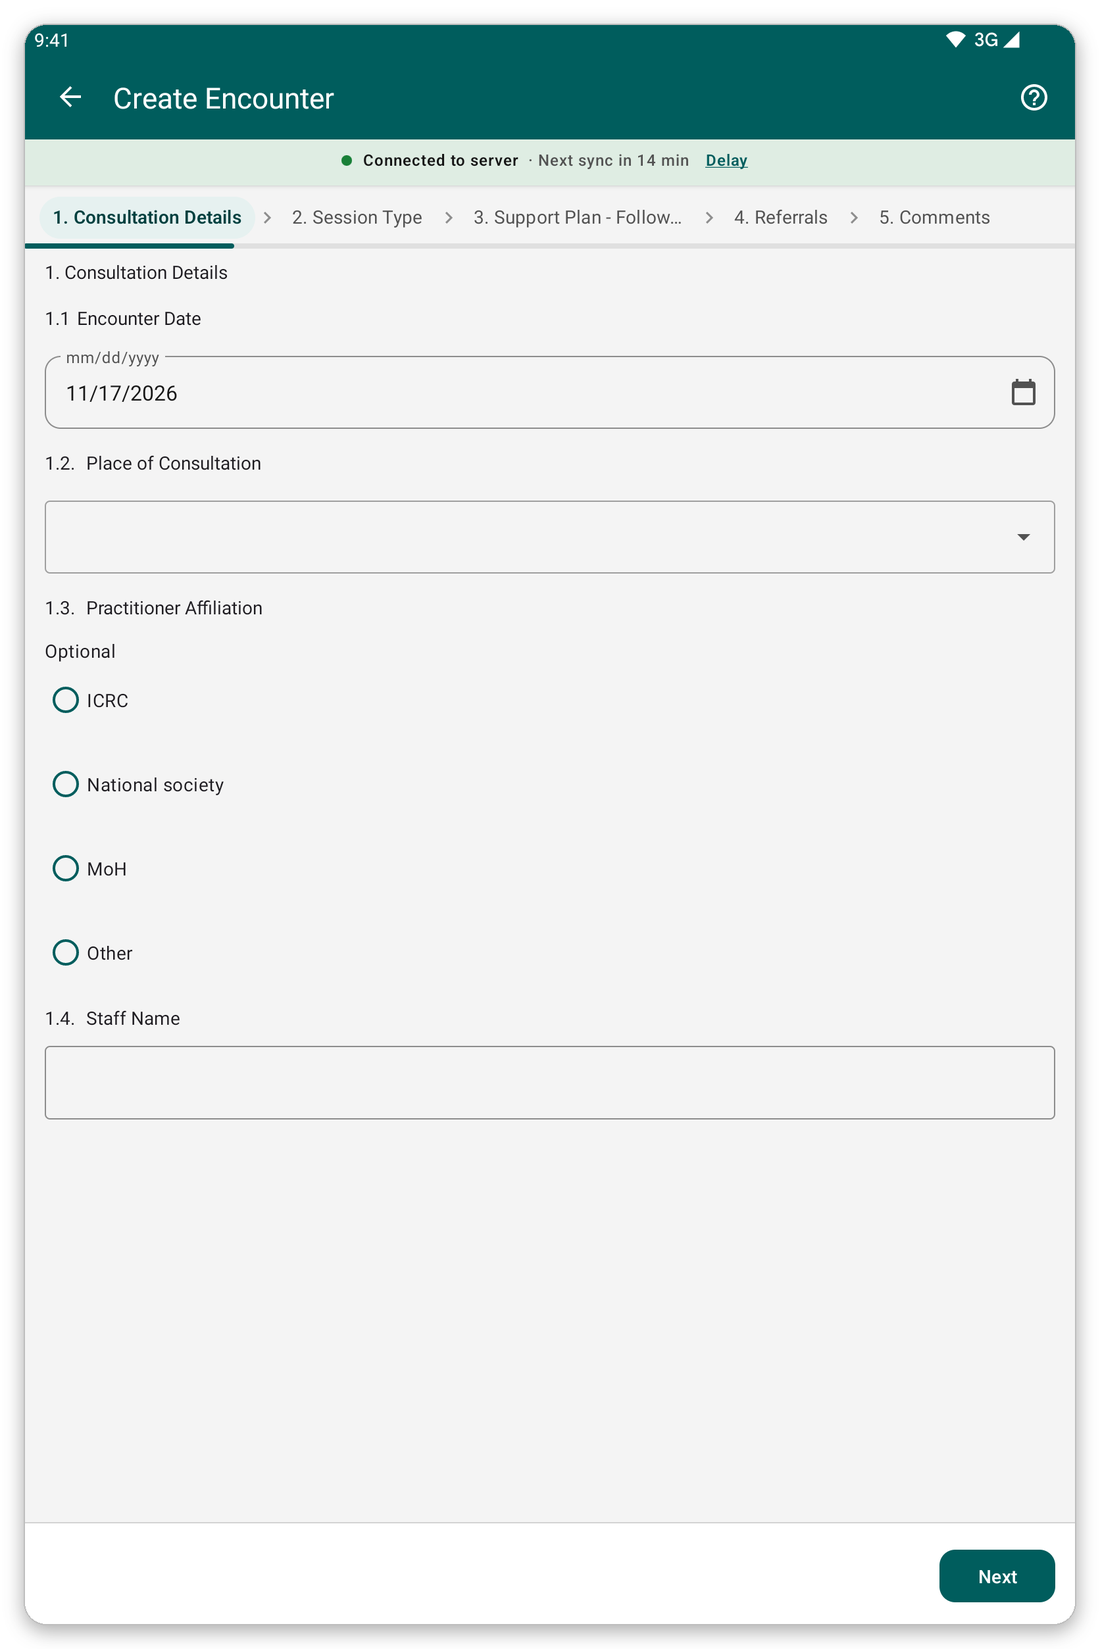 9:41
3G
Create Encounter
Connected to server · Next sync in 14 min Delay
1. Consultation Details
2. Session Type
3. Support Plan - Follow...
4. Referrals
5. Comments
1. Consultation Details
1.1 Encounter Date
mm/dd/yyyy
11/17/2026
1.2. Place of Consultation
1.3. Practitioner Affiliation
Optional
ICRC
National society
MoH
Other
1.4. Staff Name
Next